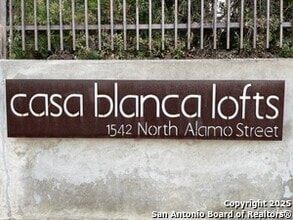 casa blanca lofts
1542 North Alamo Street
Copyright 2025
San Antonio Board of Realtors®